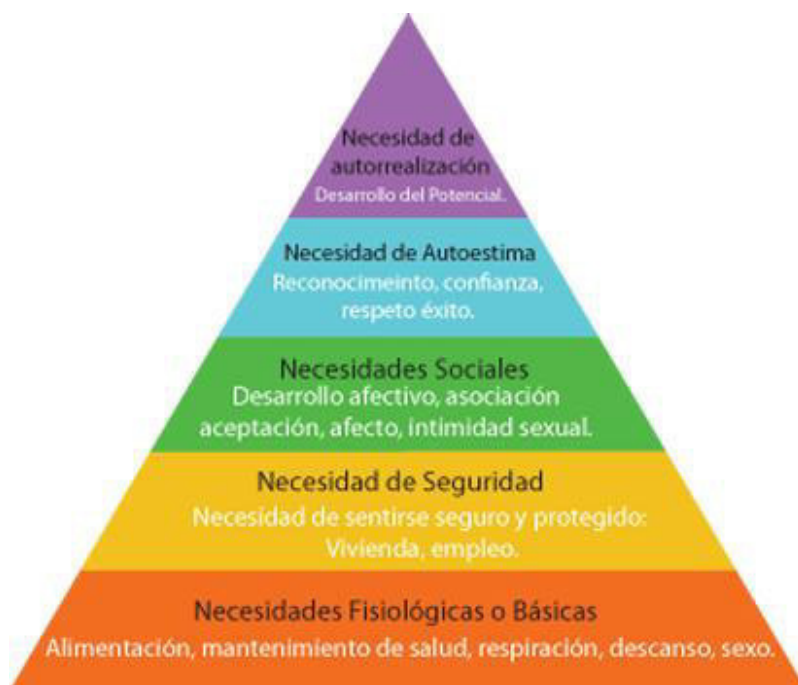 Necesidad de
autorrealización
Desarrollo del Potencial.
Necesidad de Autoestima
Reconocimeinto, confianza,
respeto éxito.
Necesidades Sociales
Desarrollo afectivo, asociación
aceptación, afecto, intimidad sexual.
Necesidad de Seguridad
Necesidad de sentirse seguro y protegido:
Vivienda, empleo.
Necesidades Fisiológicas o Básicas
Alimentación, mantenimiento de salud, respiración, descanso, sexo.